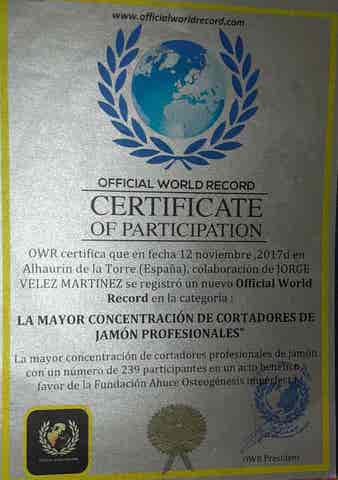 www.officialworldrecord.com
OFFICIAL WORLD RECORD
CERTIFICATE
OF PARTICIPATION
OWR certifica que en fecha 12 noviembre ,2017d en
Alhaurín de la Torre (España), colaboración de JORGE
VELEZ MARTINEZ se registró un nuevo Official World
Record en la categoría :
LA MAYOR CONCENTRACIÓN DE CORTADORES DE
JAMÓN PROFESIONALES"
La mayor concentración de cortadores profesionales de jamón
con un número de 239 participantes en un acto benéfico a
favor de la Fundación Ahuce Osteogénesis imperfecta
OWR President